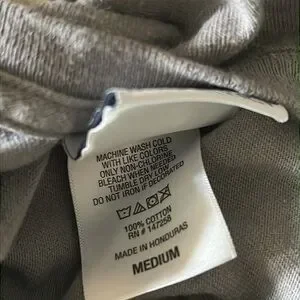 MACHINE WASH COLD
WITH LIKE COLORS
ONLY NON-CHLORINE
BLEACH WHEN NEEDED
TUMBLE DRY LOW
DO NOT IRON IF DECORATED
100% COTTON
RN # 147258
MADE IN HONDURAS
MEDIUM